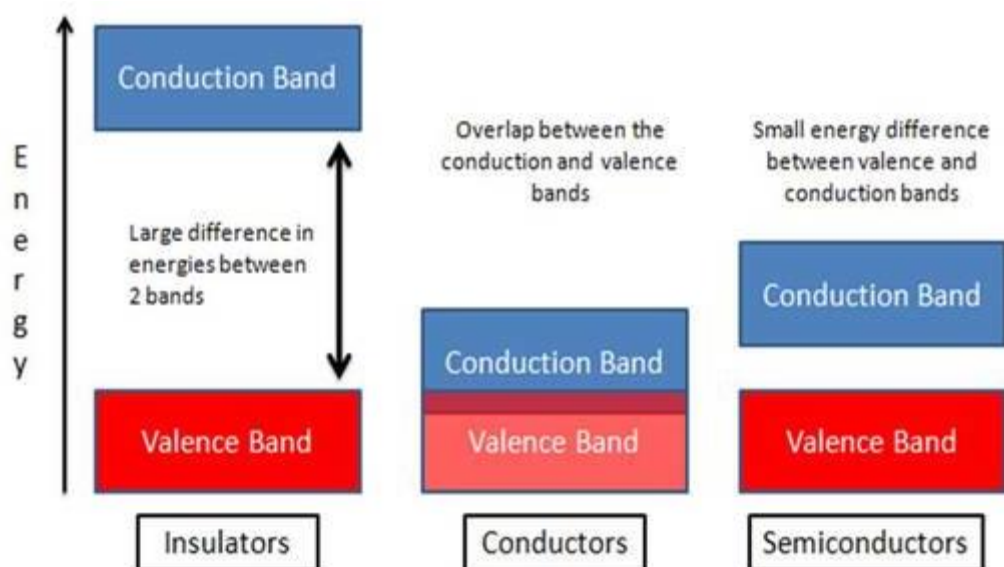 Energy
Conduction Band
Large difference in
energies between
2 bands
Valence Band
Insulators
Overlap between the
conduction and valence
bands
Conduction Band
Valence Band
Conductors
Small energy difference
between valence and
conduction bands
Conduction Band
Valence Band
Semiconductors